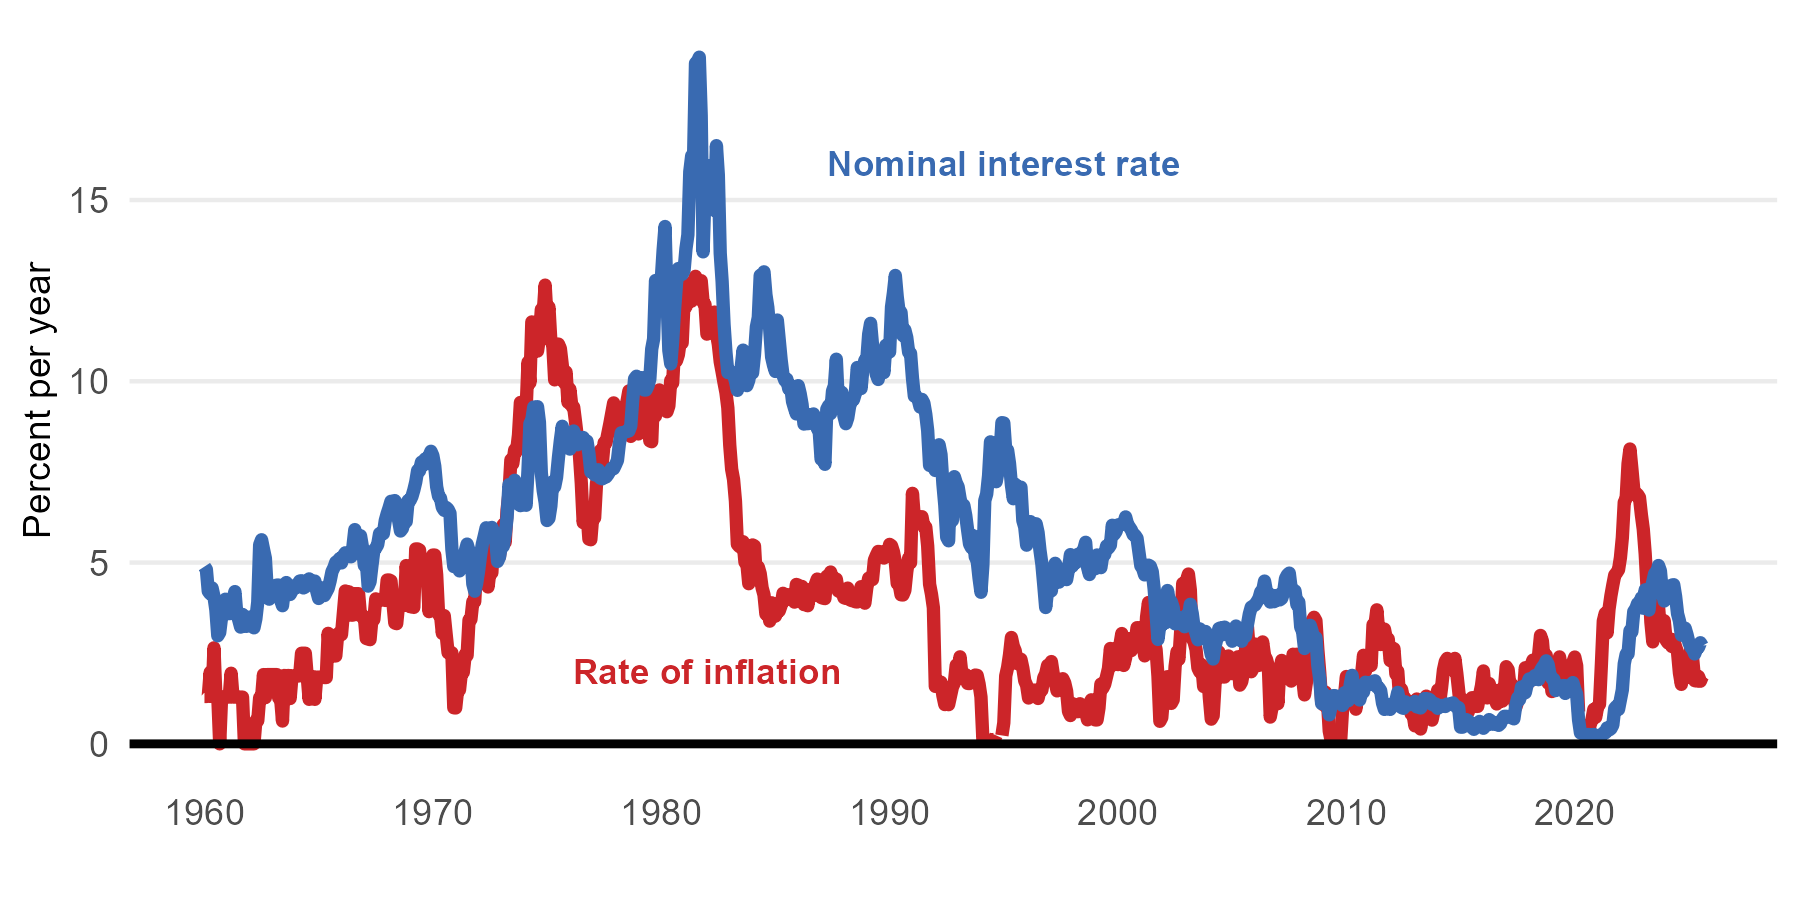 Nominal interest rate
15
10
5
0
Percent per year
Rate of inflation
1960 1970 1980 1990 2000 2010 2020